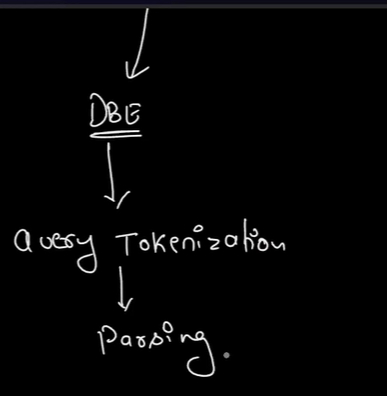 DBE
Query Tokenization
Parsing.